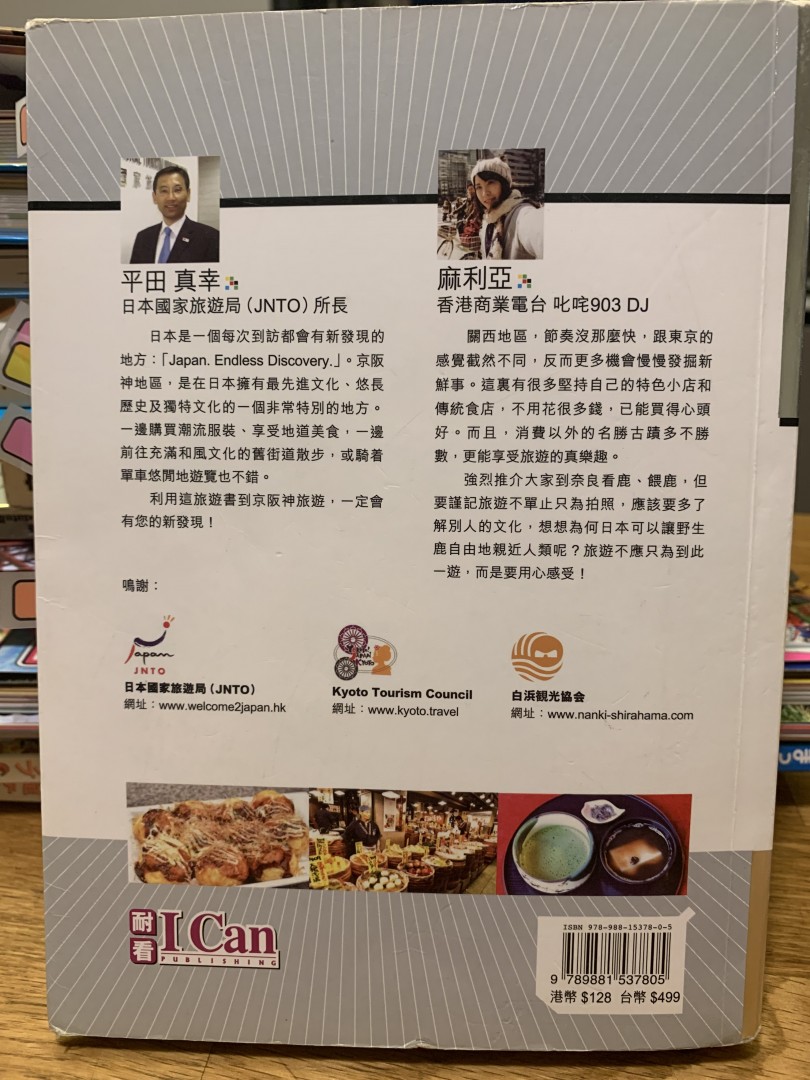 平田 真幸
日本國家旅遊局（JNTO）所長
日本是一個每次到訪都會有新發現的
地方：「Japan. Endless Discovery.」。京阪
神地區，是在日本擁有最先進文化、悠長
歷史及獨特文化的一個非常特別的地方。
一邊購買潮流服裝、享受地道美食，一邊
前往充滿和風文化的舊街道散步，或騎着
單車悠閒地遊覽也不錯。
利用這旅遊書到京阪神旅遊，一定會
有您的新發現！
麻利亞
香港商業電台 叱咤903 DJ
關西地區，節奏沒那麼快，跟東京的
感覺截然不同，反而更多機會慢慢發掘新
鮮事。這裏有很多堅持自己的特色小店和
傳統食店，不用花很多錢，已能買得心頭
好。而且，消費以外的名勝古蹟多不勝
數，更能享受旅遊的真樂趣。
強烈推介大家到奈良看鹿、餵鹿，但
要謹記旅遊不單止只為拍照，應該要多了
解別人的文化，想想為何日本可以讓野生
鹿自由地親近人類呢？旅遊不應只為到此
一遊，而是要用心感受！
鳴謝：
Japan
JNTO
日本國家旅遊局（JNTO）
網址：www.welcome2japan.hk
KYOTO
Kyoto Tourism Council
網址：www.kyoto.travel
白浜観光協会
網址：www.nanki-shirahama.com
耐看 I Can
PUBLISHING
ISBN 978-988-15378-0-5
9 789881 537805
港幣 $128 台幣 $499